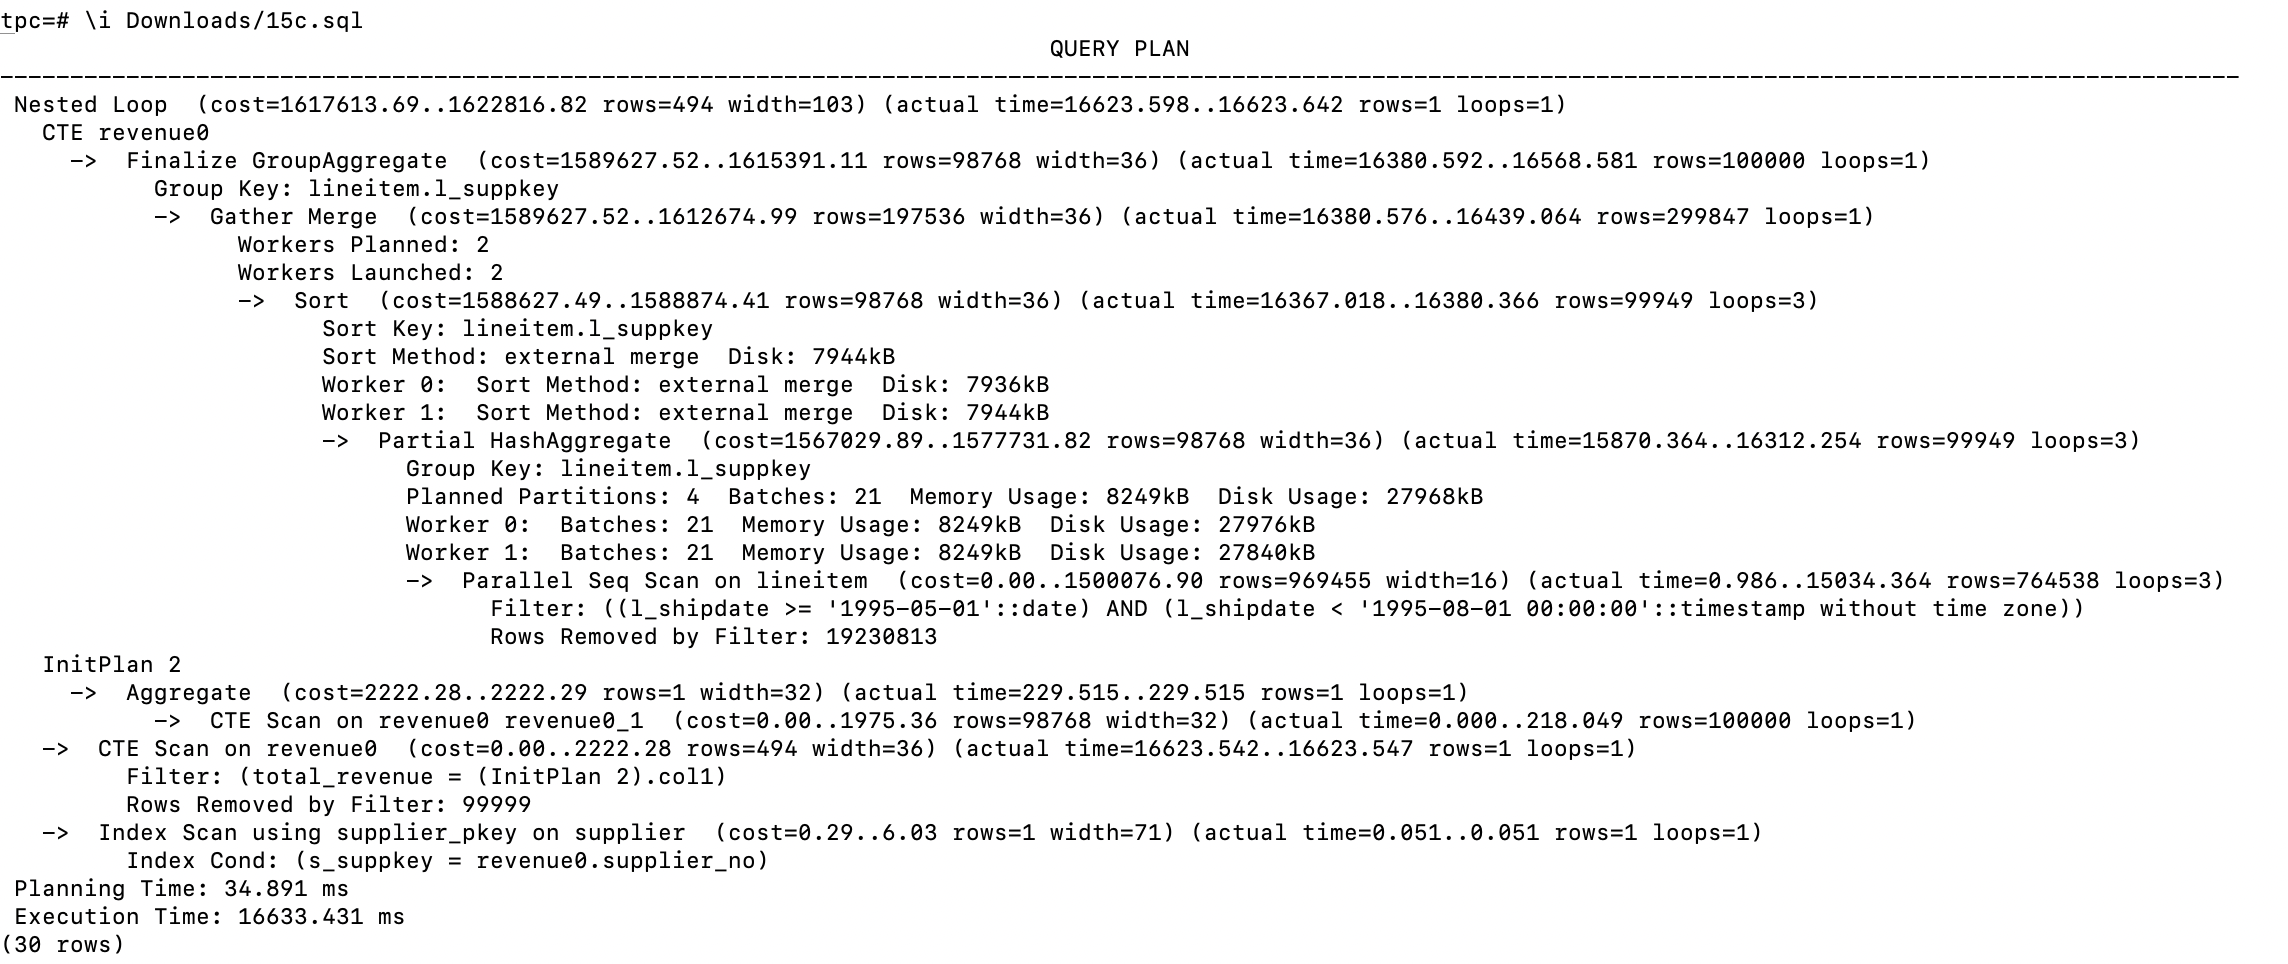 tpc=# \i Downloads/15c.sql
QUERY PLAN
----------------------------------------------------------------------------------------------------------------------------------------------------------------
 Nested Loop  (cost=1617613.69..1622816.82 rows=494 width=103) (actual time=16623.598..16623.642 rows=1 loops=1)
   CTE revenue0
     ->  Finalize GroupAggregate  (cost=1589627.52..1615391.11 rows=98768 width=36) (actual time=16380.592..16568.581 rows=100000 loops=1)
           Group Key: lineitem.l_suppkey
           ->  Gather Merge  (cost=1589627.52..1612674.99 rows=197536 width=36) (actual time=16380.576..16439.064 rows=299847 loops=1)
                 Workers Planned: 2
                 Workers Launched: 2
                 ->  Sort  (cost=1588627.49..1588874.41 rows=98768 width=36) (actual time=16367.018..16380.366 rows=99949 loops=3)
                       Sort Key: lineitem.l_suppkey
                       Sort Method: external merge  Disk: 7944kB
                       Worker 0:  Sort Method: external merge  Disk: 7936kB
                       Worker 1:  Sort Method: external merge  Disk: 7944kB
                       ->  Partial HashAggregate  (cost=1567029.89..1577731.82 rows=98768 width=36) (actual time=15870.364..16312.254 rows=99949 loops=3)
                             Group Key: lineitem.l_suppkey
                             Planned Partitions: 4  Batches: 21  Memory Usage: 8249kB  Disk Usage: 27968kB
                             Worker 0:  Batches: 21  Memory Usage: 8249kB  Disk Usage: 27976kB
                             Worker 1:  Batches: 21  Memory Usage: 8249kB  Disk Usage: 27840kB
                             ->  Parallel Seq Scan on lineitem  (cost=0.00..1500076.90 rows=969455 width=16) (actual time=0.986..15034.364 rows=764538 loops=3)
                                   Filter: ((l_shipdate >= '1995-05-01'::date) AND (l_shipdate < '1995-08-01 00:00:00'::timestamp without time zone))
                                   Rows Removed by Filter: 19230813
   InitPlan 2
     ->  Aggregate  (cost=2222.28..2222.29 rows=1 width=32) (actual time=229.515..229.515 rows=1 loops=1)
           ->  CTE Scan on revenue0 revenue0_1  (cost=0.00..1975.36 rows=98768 width=32) (actual time=0.000..218.049 rows=100000 loops=1)
   ->  CTE Scan on revenue0  (cost=0.00..2222.28 rows=494 width=36) (actual time=16623.542..16623.547 rows=1 loops=1)
         Filter: (total_revenue = (InitPlan 2).col1)
         Rows Removed by Filter: 99999
   ->  Index Scan using supplier_pkey on supplier  (cost=0.29..6.03 rows=1 width=71) (actual time=0.051..0.051 rows=1 loops=1)
         Index Cond: (s_suppkey = revenue0.supplier_no)
 Planning Time: 34.891 ms
 Execution Time: 16633.431 ms
(30 rows)